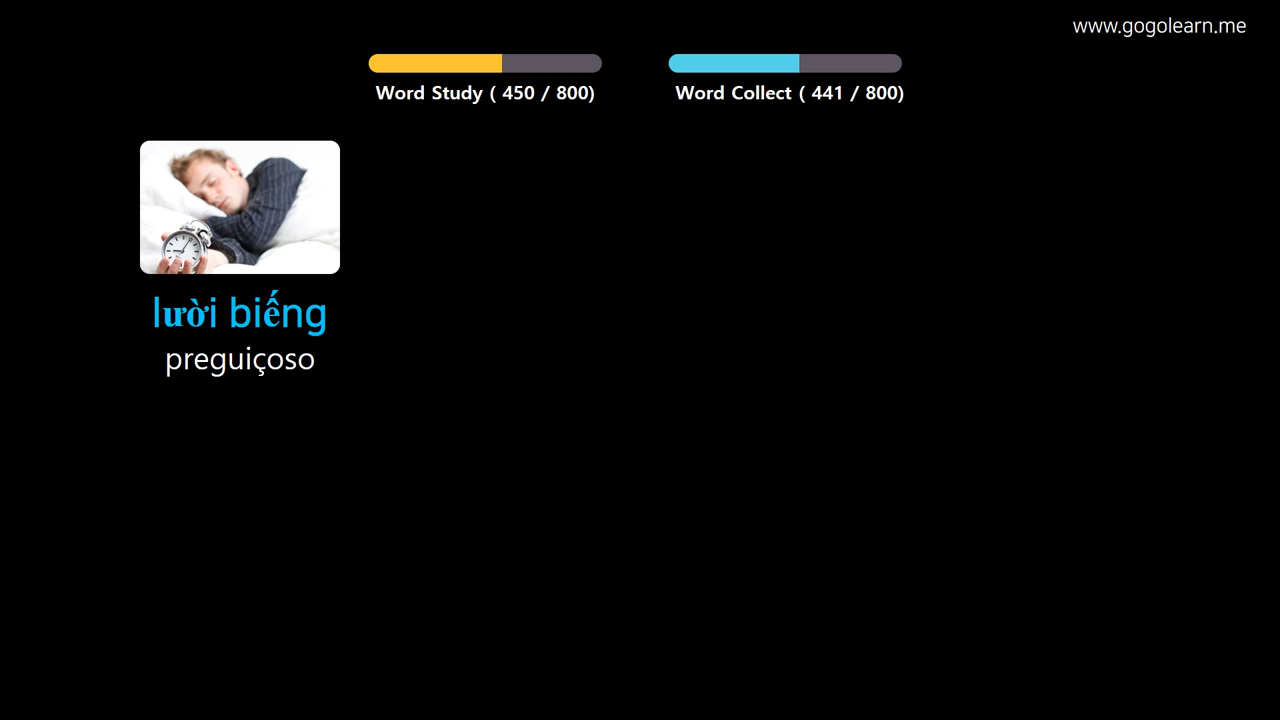 www.gogolearn.me
Word Study ( 450 / 800)
Word Collect ( 441 / 800)
lười biếng
preguiçoso